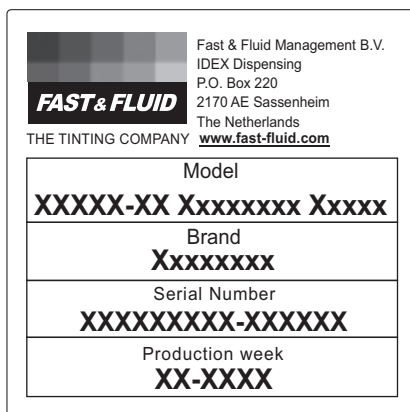 Fast & Fluid Management B.V.
IDEX Dispensing
P.O. Box 220
2170 AE Sassenheim
The Netherlands
www.fast-fluid.com
FAST & FLUID
THE TINTING COMPANY
Model
XXXXX-XX Xxxxxxxx Xxxxx
Brand
Xxxxxxxx
Serial Number
XXXXXXXXX-XXXXXX
Production week
XX-XXXX